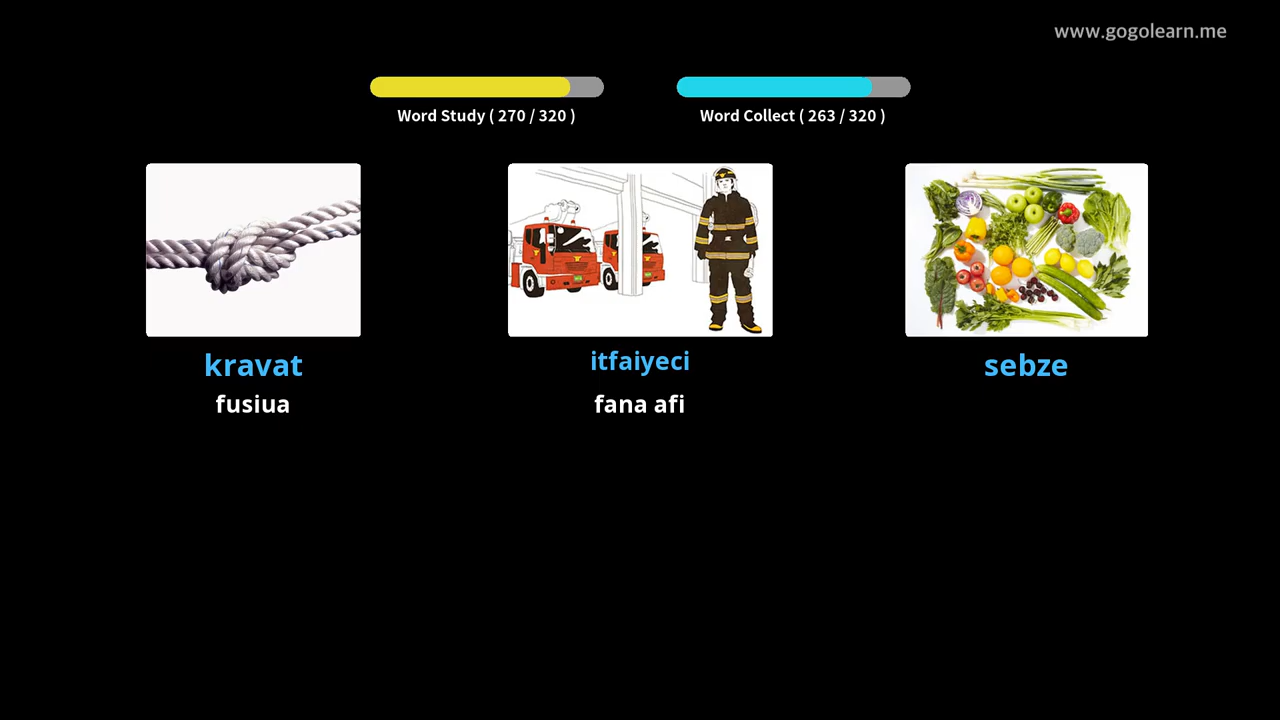 www.gogolearn.me
Word Study ( 270 / 320 )
Word Collect ( 263 / 320 )
kravat
itfaiyeci
sebze
fusiua
fana afi